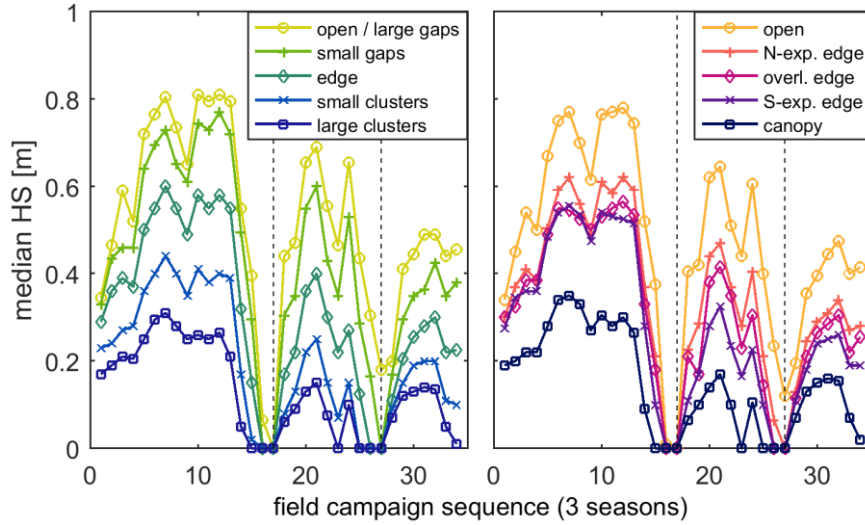 1
0.8
0.6
0.4
0.2
0
median HS [m]
open / large gaps
small gaps
edge
small clusters
large clusters
0 10 20 30
open
N-exp. edge
overl. edge
S-exp. edge
canopy
0 10 20 30
field campaign sequence (3 seasons)